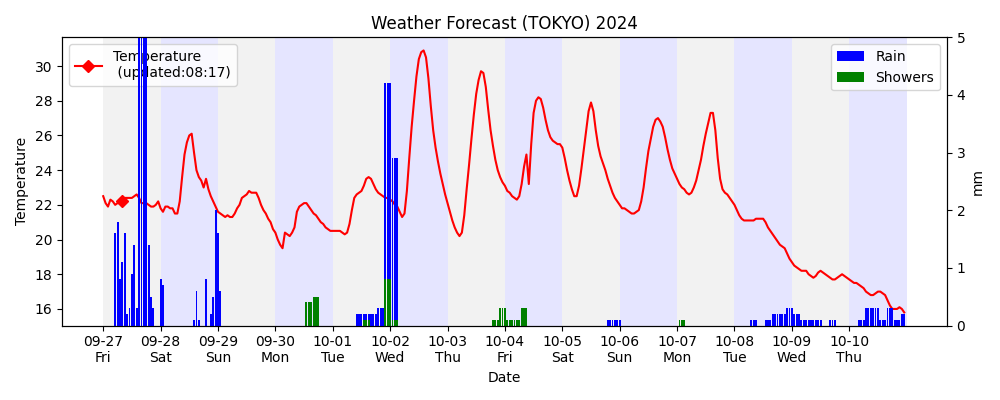 Weather Forecast (TOKYO) 2024
Temperature
(updated:08:17)
Rain
Showers
Temperature
30
28
26
24
22
20
18
16
5
4
3
2
1
0
mm
09-27 09-28 09-29 09-30 10-01 10-02 10-03 10-04 10-05 10-06 10-07 10-08 10-09 10-10
Fri Sat Sun Mon Tue Wed Thu Fri Sat Sun Mon Tue Wed Thu
Date